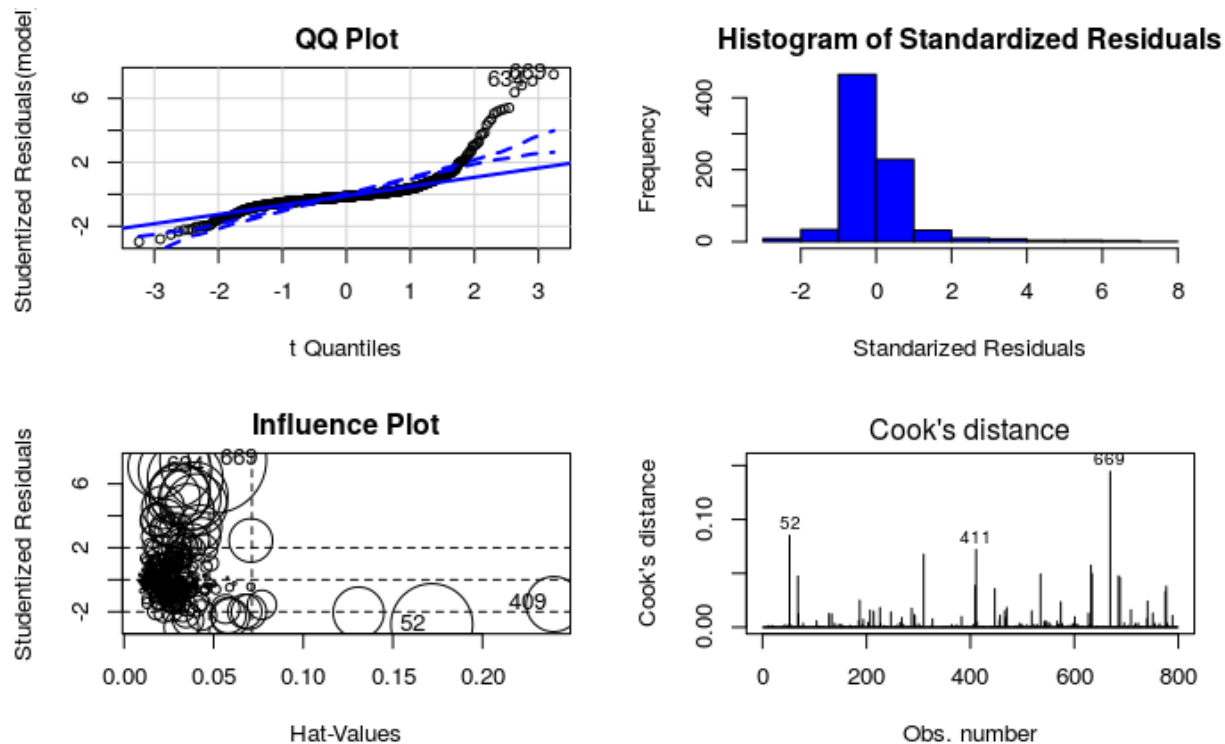 QQ Plot
Studentized Residuals(model
6
2
-2
634
669
-3 -2 -1 0 1 2 3
t Quantiles
Histogram of Standardized Residuals
Frequency
400
200
0
-2 0 2 4 6 8
Standarized Residuals
Influence Plot
Studentized Residuals
6
2
-2
634
669
52
409
0.00 0.05 0.10 0.15 0.20
Hat-Values
Cook's distance
Cook's distance
0.10
0.00
52
411
669
0 200 400 600 800
Obs. number